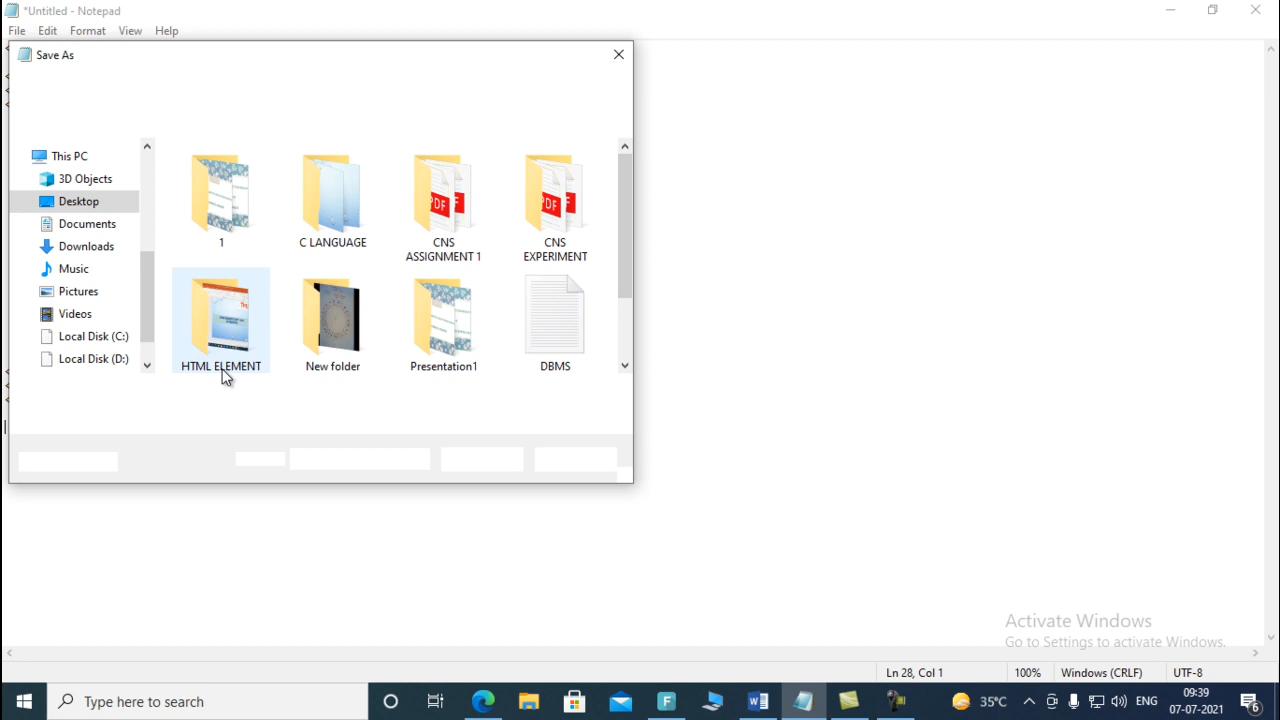 *Untitled - Notepad
File Edit Format View Help
Save As
This PC
3D Objects
Desktop
Documents
Downloads
Music
Pictures
Videos
Local Disk (C:)
Local Disk (D:)
1
C LANGUAGE
CNS
ASSIGNMENT 1
CNS
EXPERIMENT
PDF
PDF
HTML ELEMENT
New folder
Presentation1
DBMS
Activate Windows
Go to Settings to activate Windows.
Ln 28, Col 1 100% Windows (CRLF) UTF-8
Type here to search
35°C ENG
09:39
07-07-2021
6